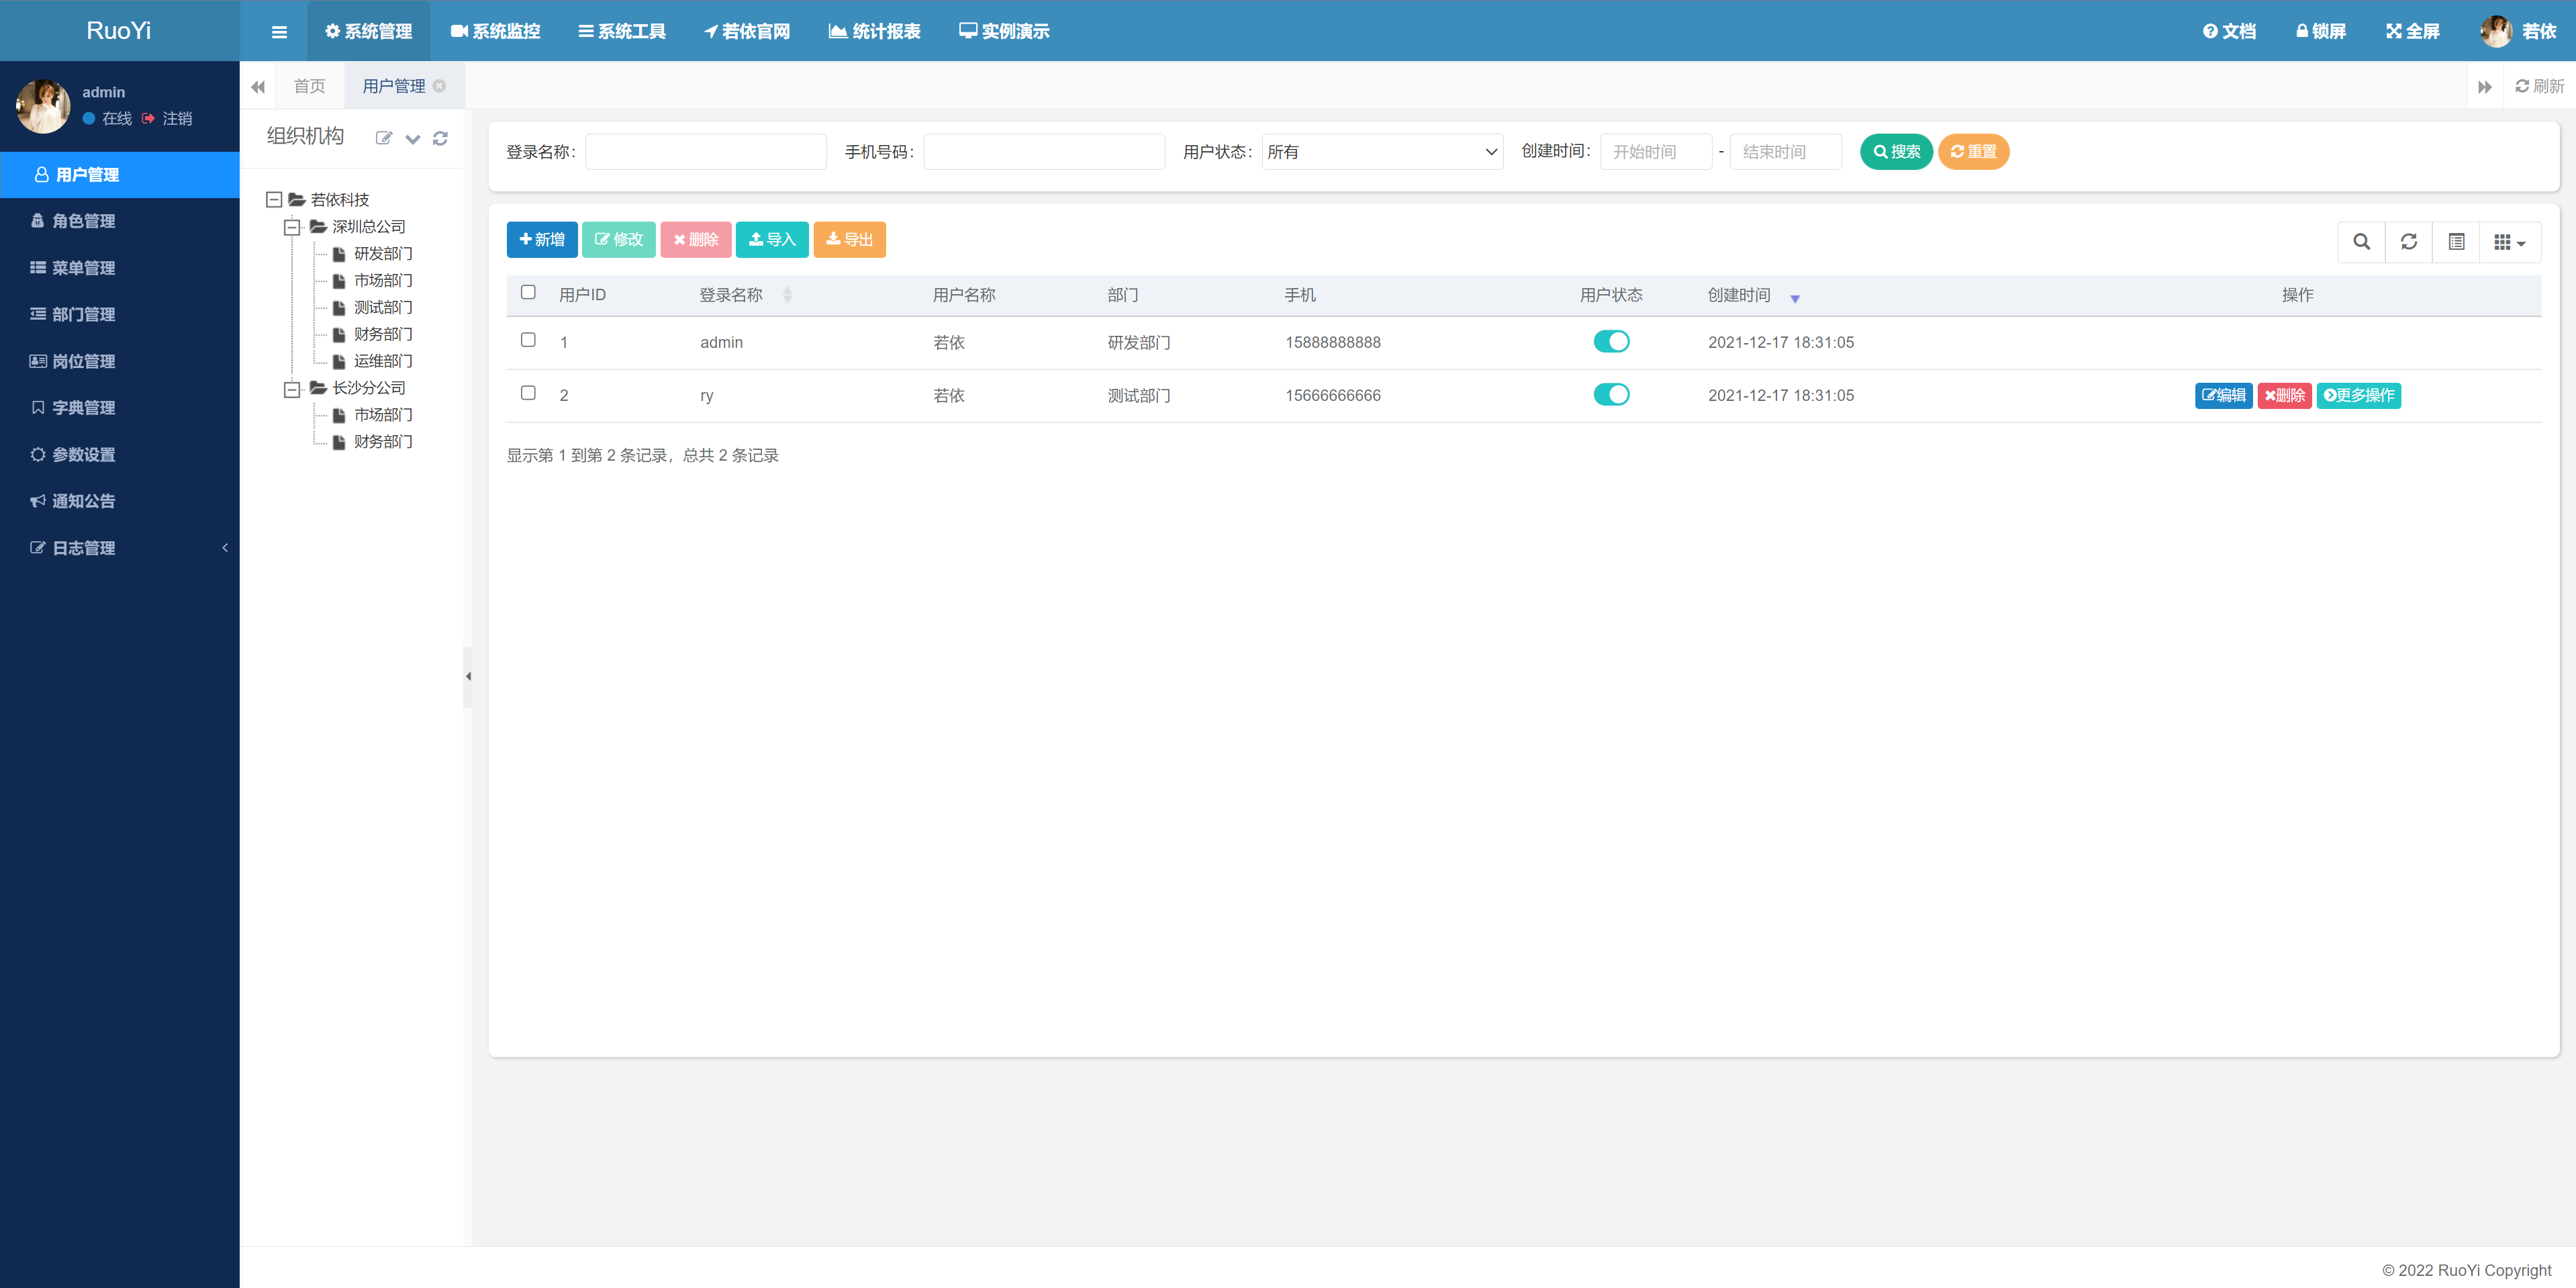 RuoYi
系统管理 系统监控 系统工具 若依官网 统计报表 实例演示 文档 锁屏 全屏 若依
admin
在线 注销
用户管理
角色管理
菜单管理
部门管理
岗位管理
字典管理
参数设置
通知公告
日志管理
首页 用户管理 刷新
组织机构
若依科技
深圳总公司
研发部门
市场部门
测试部门
财务部门
运维部门
长沙分公司
市场部门
财务部门
登录名称： 手机号码： 用户状态： 所有 创建时间： 开始时间 - 结束时间 搜索 重置
新增 修改 删除 导入 导出
用户ID 登录名称 用户名称 部门 手机 用户状态 创建时间 操作
1 admin 若依 研发部门 15888888888 2021-12-17 18:31:05
2 ry 若依 测试部门 15666666666 2021-12-17 18:31:05 编辑 删除 更多操作
显示第 1 到第 2 条记录，总共 2 条记录
© 2022 RuoYi Copyright